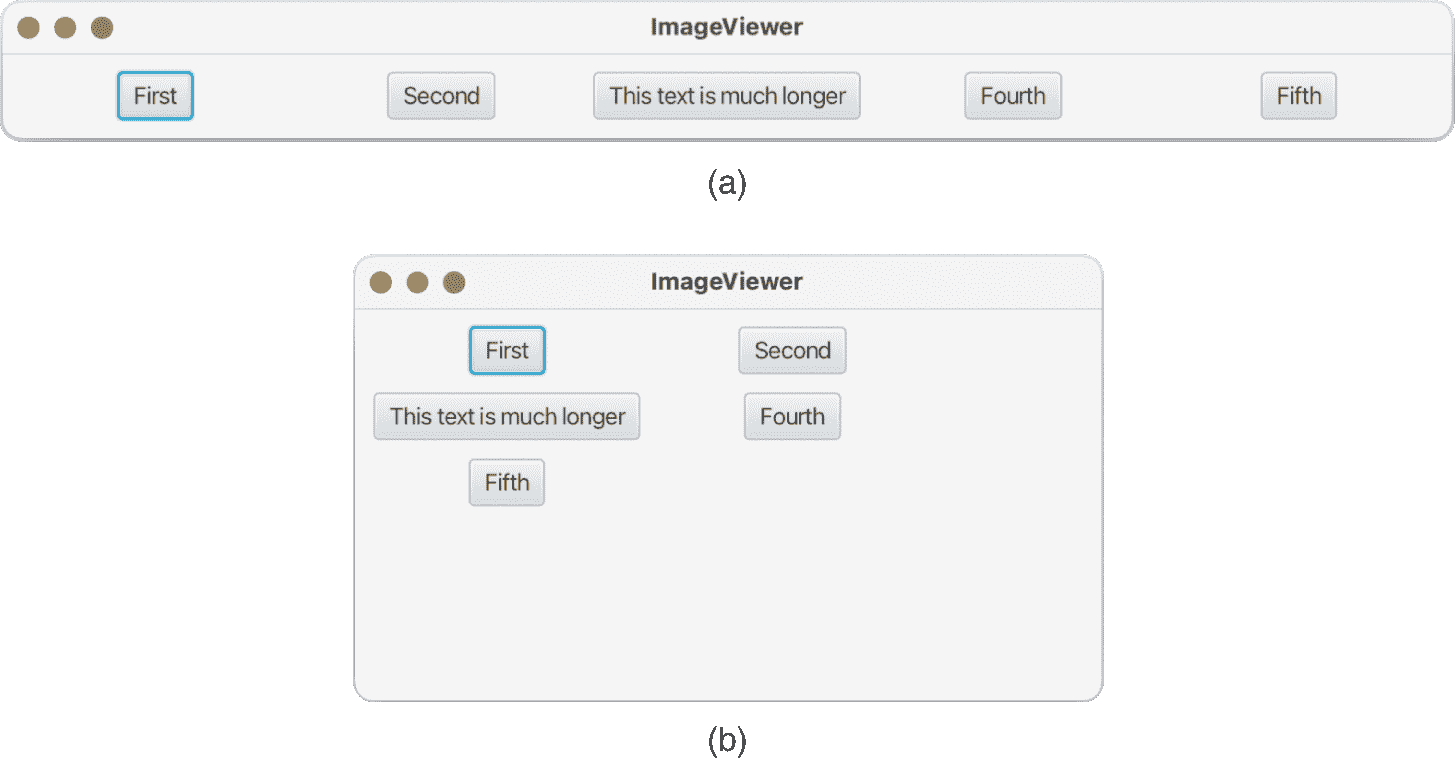 ImageViewer
First Second This text is much longer Fourth Fifth
(a)
ImageViewer
First Second
This text is much longer Fourth
Fifth
(b)